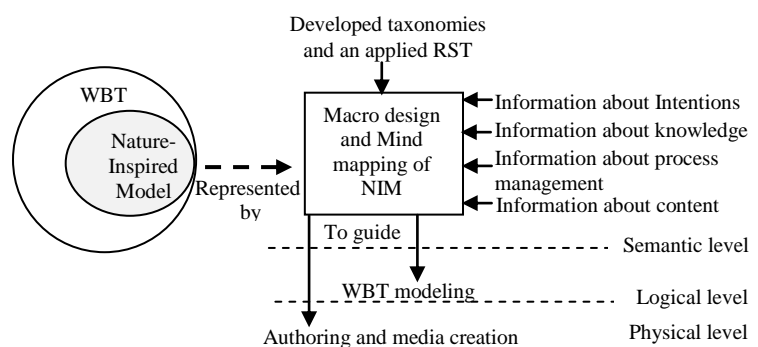 Developed taxonomies
and an applied RST
WBT
Nature-
Inspired
Model
Represented
by
Macro design
and Mind
mapping of
NIM
Information about Intentions
Information about knowledge
Information about process
management
Information about content
To guide
Semantic level
WBT modeling
Logical level
Authoring and media creation
Physical level